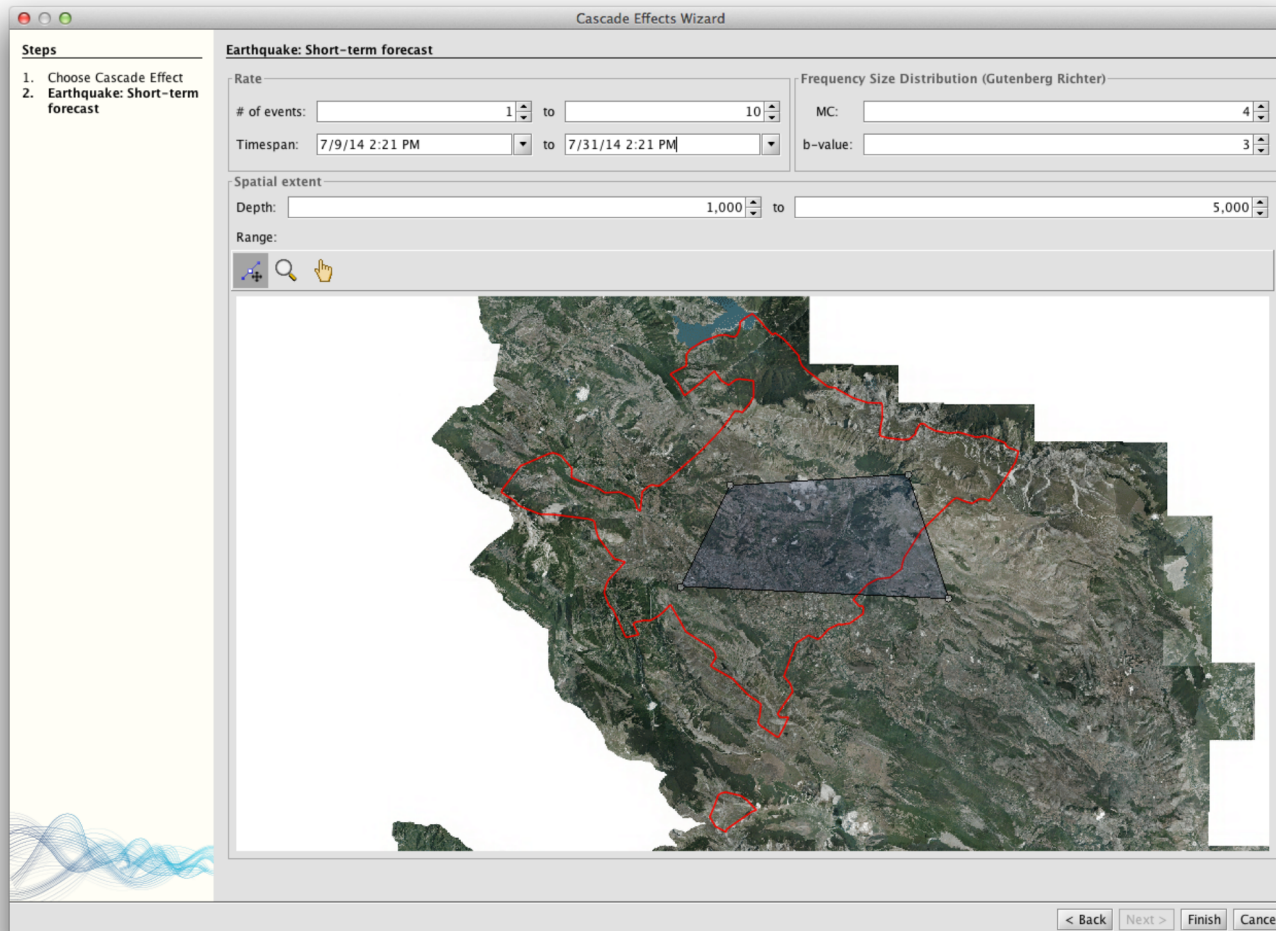 Cascade Effects Wizard
Steps
1. Choose Cascade Effect
2. Earthquake: Short-term
forecast
Earthquake: Short-term forecast
Rate
# of events: 1 to 10
Timespan: 7/9/14 2:21 PM to 7/31/14 2:21 PM
Frequency Size Distribution (Gutenberg Richter)
MC: 4
b-value: 3
Spatial extent
Depth: 1,000 to 5,000
Range:
< Back Next > Finish Cance